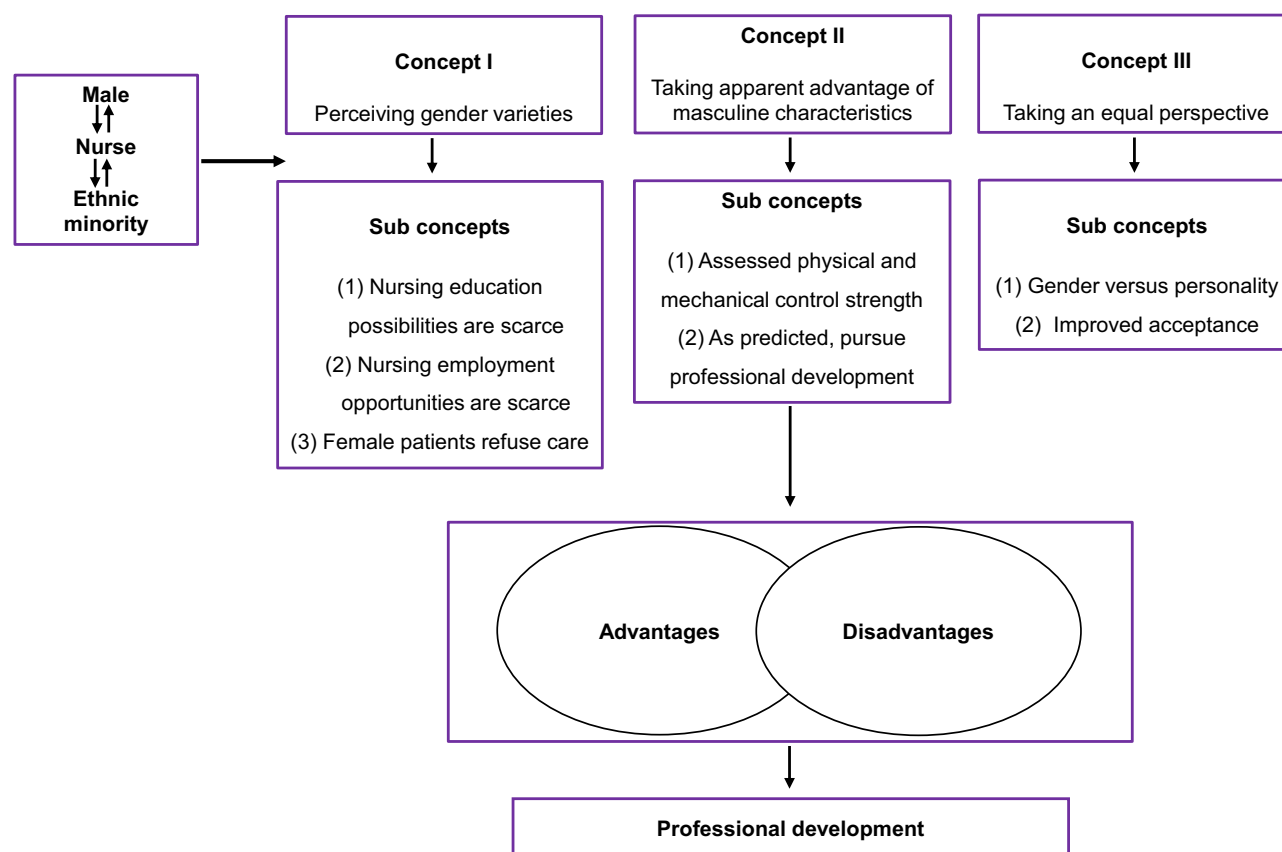 Male
Nurse
Ethnic
minority
Concept I
Perceiving gender varieties
Sub concepts
(1) Nursing education
possibilities are scarce
(2) Nursing employment
opportunities are scarce
(3) Female patients refuse care
Concept II
Taking apparent advantage of
masculine characteristics
Sub concepts
(1) Assessed physical and
mechanical control strength
(2) As predicted, pursue
professional development
Concept III
Taking an equal perspective
Sub concepts
(1) Gender versus personality
(2) Improved acceptance
Advantages
Disadvantages
Professional development